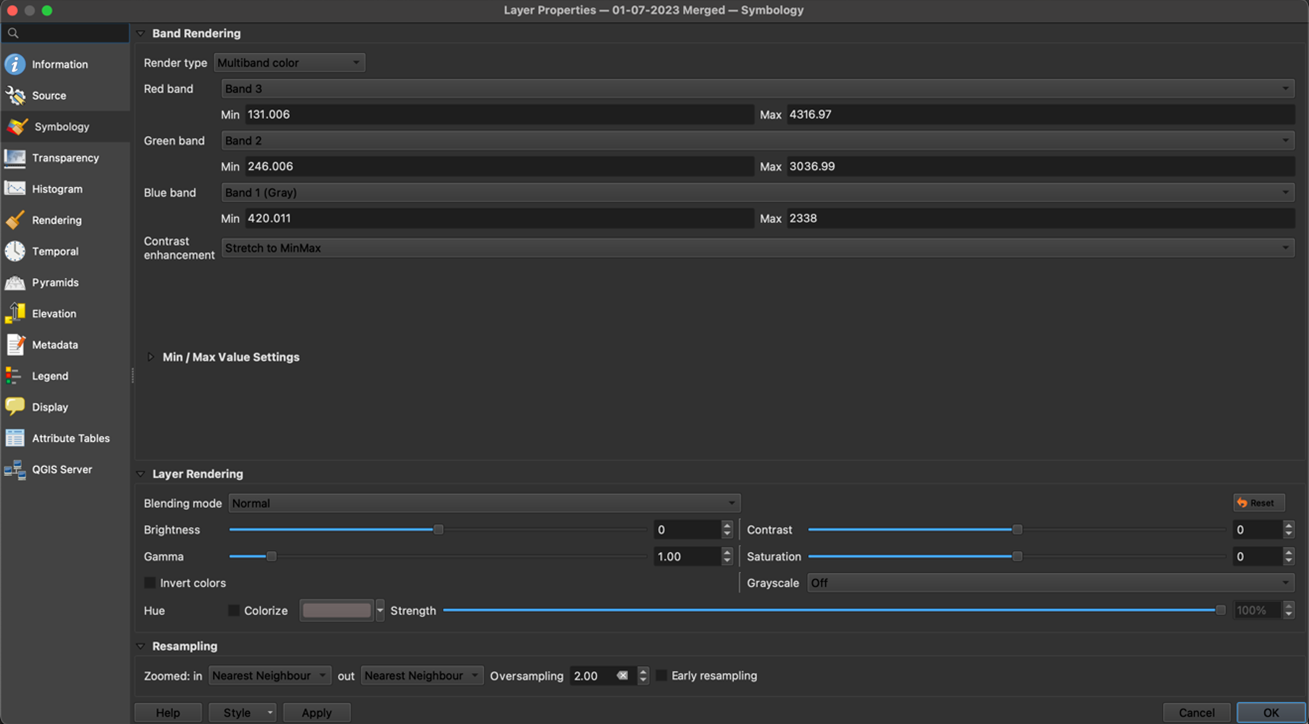 Layer Properties — 01-07-2023 Merged — Symbology
Information
Source
Symbology
Transparency
Histogram
Rendering
Temporal
Pyramids
Elevation
Metadata
Legend
Display
Attribute Tables
QGIS Server
Band Rendering
Render type Multiband color
Red band Band 3
Min 131.006 Max 4316.97
Green band Band 2
Min 246.006 Max 3036.99
Blue band Band 1 (Gray)
Min 420.011 Max 2338
Contrast
enhancement Stretch to MinMax
Min / Max Value Settings
Layer Rendering
Blending mode Normal Reset
Brightness 0 Contrast 0
Gamma 1.00 Saturation 0
Invert colors Grayscale Off
Hue Colorize Strength 100%
Resampling
Zoomed: in Nearest Neighbour out Nearest Neighbour Oversampling 2.00 Early resampling
Help Style Apply Cancel OK